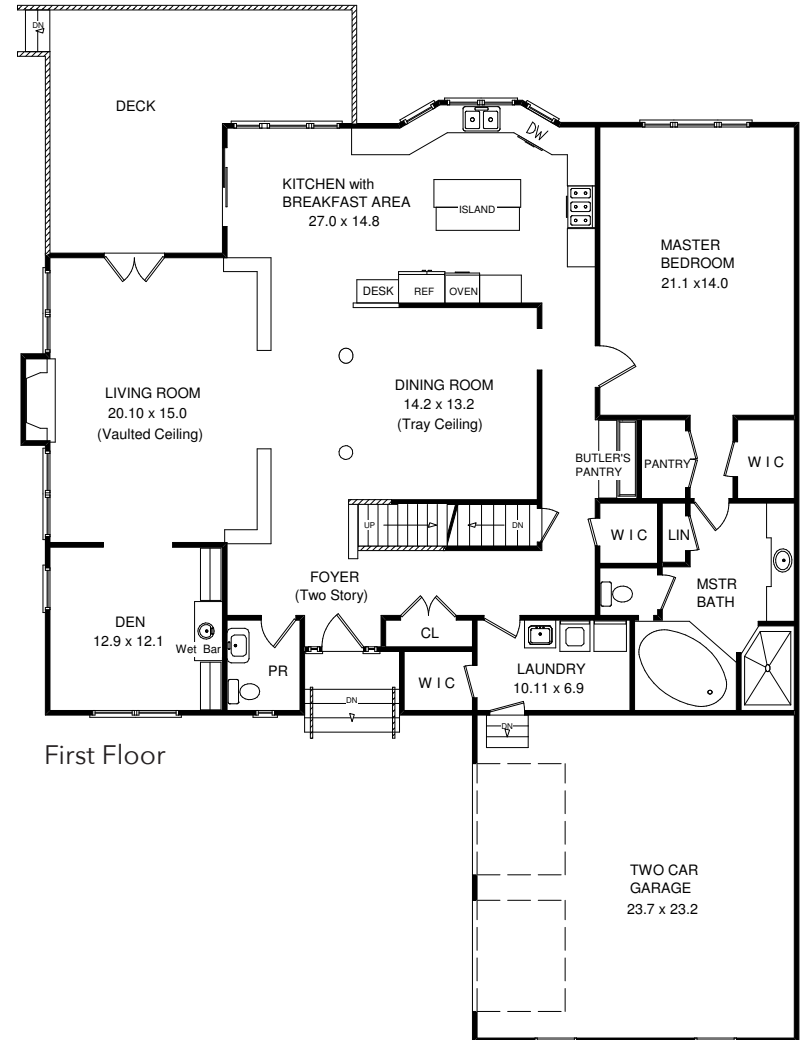 DN
DECK
DW
KITCHEN with
BREAKFAST AREA
27.0 x 14.8
ISLAND
MASTER
BEDROOM
21.1 x14.0
DESK
REF
OVEN
LIVING ROOM
20.10 x 15.0
(Vaulted Ceiling)
DINING ROOM
14.2 x 13.2
(Tray Ceiling)
BUTLER'S
PANTRY
PANTRY
W I C
UP
DN
W I C
LIN
FOYER
(Two Story)
MSTR
BATH
DEN
12.9 x 12.1
Wet Bar
CL
PR
W I C
LAUNDRY
10.11 x 6.9
DN
DN
First Floor
TWO CAR
GARAGE
23.7 x 23.2